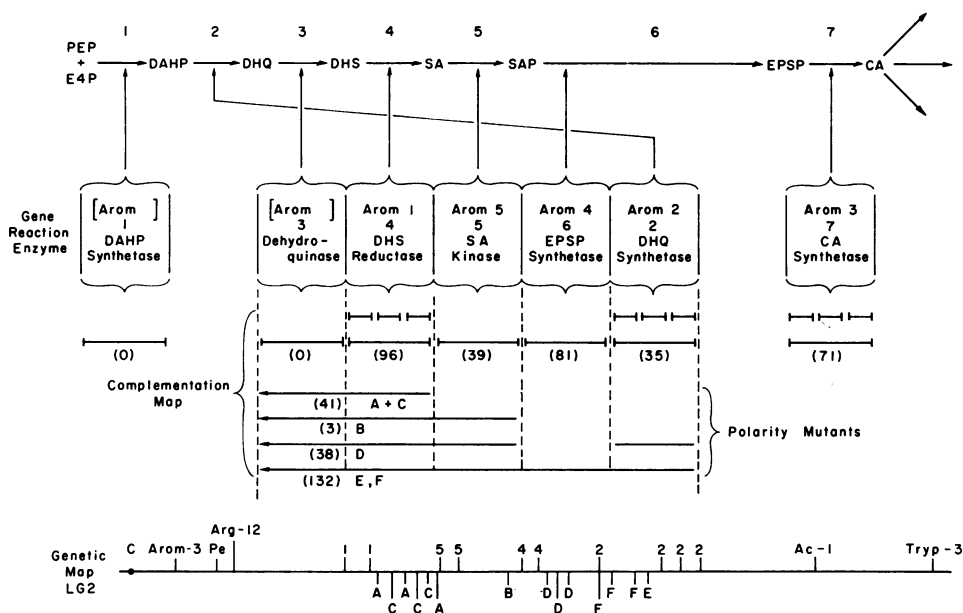 1 2 3 4 5 6 7
PEP
+
E4P
DAHP DHQ DHS SA SAP EPSP CA
Gene
Reaction
Enzyme
[Arom ]
1
DAHP
Synthetase
[Arom ]
3
Dehydro-
quinase
Arom 1
4
DHS
Reductase
Arom 5
5
SA
Kinase
Arom 4
6
EPSP
Synthetase
Arom 2
2
DHQ
Synthetase
Arom 3
7
CA
Synthetase
(0) (0) (96) (39) (81) (35) (71)
Complementation
Map
(41) A + C
(3) B
(38) D
(132) E, F
Polarity Mutants
Genetic
Map
LG2
C Arom-3 Pe Arg-12 1 1 5 5 4 4 2 2 2 2 Ac-1 Tryp-3
A C A C C A B D D D F F F E